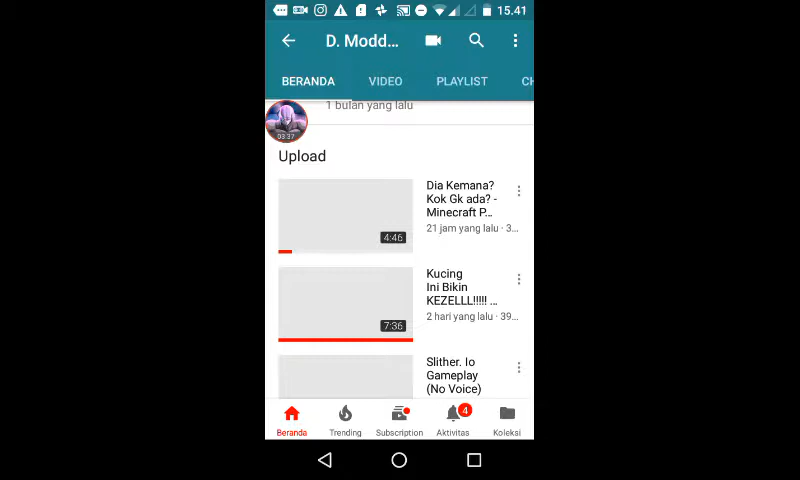 15.41
D. Modd...
BERANDA VIDEO PLAYLIST CH
1 bulan yang lalu
03:37
Upload
Dia Kemana?
Kok Gk ada? -
Minecraft P...
21 jam yang lalu · 3...
4:46
Kucing
Ini Bikin
KEZELLL!!!!! ...
2 hari yang lalu · 39...
7:36
Slither. Io
Gameplay
(No Voice)
4
Beranda Trending Subscription Aktivitas Koleksi